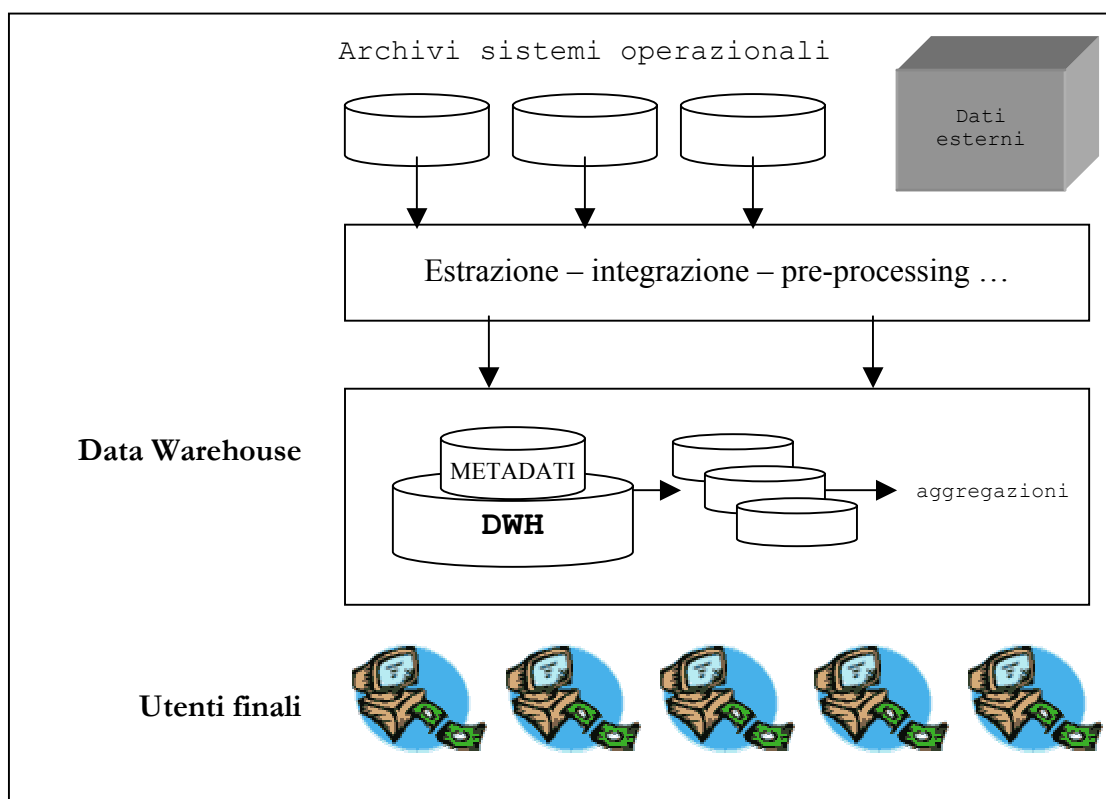 Archivi sistemi operazionali
Dati
esterni
Estrazione – integrazione – pre-processing …
Data Warehouse
METADATI
DWH
aggregazioni
Utenti finali